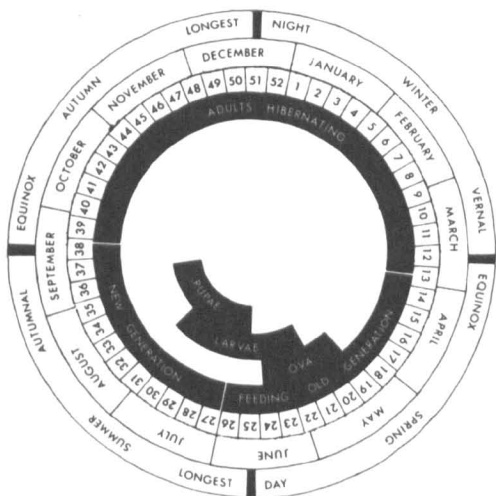 LONGEST NIGHT
WINTER
VERNAL EQUINOX
SPRING
LONGEST DAY
SUMMER
AUTUMNAL EQUINOX
AUTUMN
JANUARY
FEBRUARY
MARCH
APRIL
MAY
JUNE
JULY
AUGUST
SEPTEMBER
OCTOBER
NOVEMBER
DECEMBER
1 2 3 4 5 6 7 8 9 10 11 12 13 14 15 16 17 18 19 20 21 22 23 24 25 26 27 28 29 30 31 32 33 34 35 36 37 38 39 40 41 42 43 44 45 46 47 48 49 50 51 52
ADULTS HIBERNATING
OLD GENERATION
FEEDING
NEW GENERATION
OVA
LARVAE
PUPAE